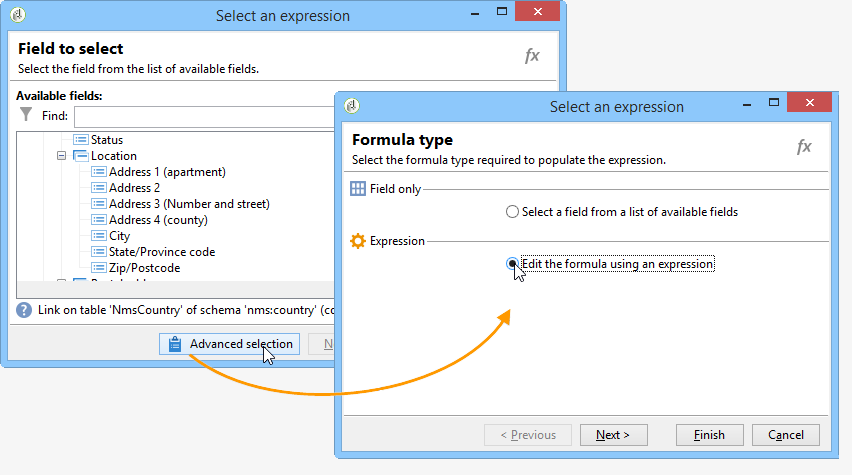 Select an expression
Field to select
Select the field from the list of available fields.
fx
Available fields:
Find:
Status
Location
Address 1 (apartment)
Address 2
Address 3 (Number and street)
Address 4 (county)
City
State/Province code
Zip/Postcode
Link on table 'NmsCountry' of schema 'nms:country' (co
Advanced selection
N
Select an expression
Formula type
Select the formula type required to populate the expression.
fx
Field only
Select a field from a list of available fields
Expression
Edit the formula using an expression
< Previous
Next >
Finish
Cancel